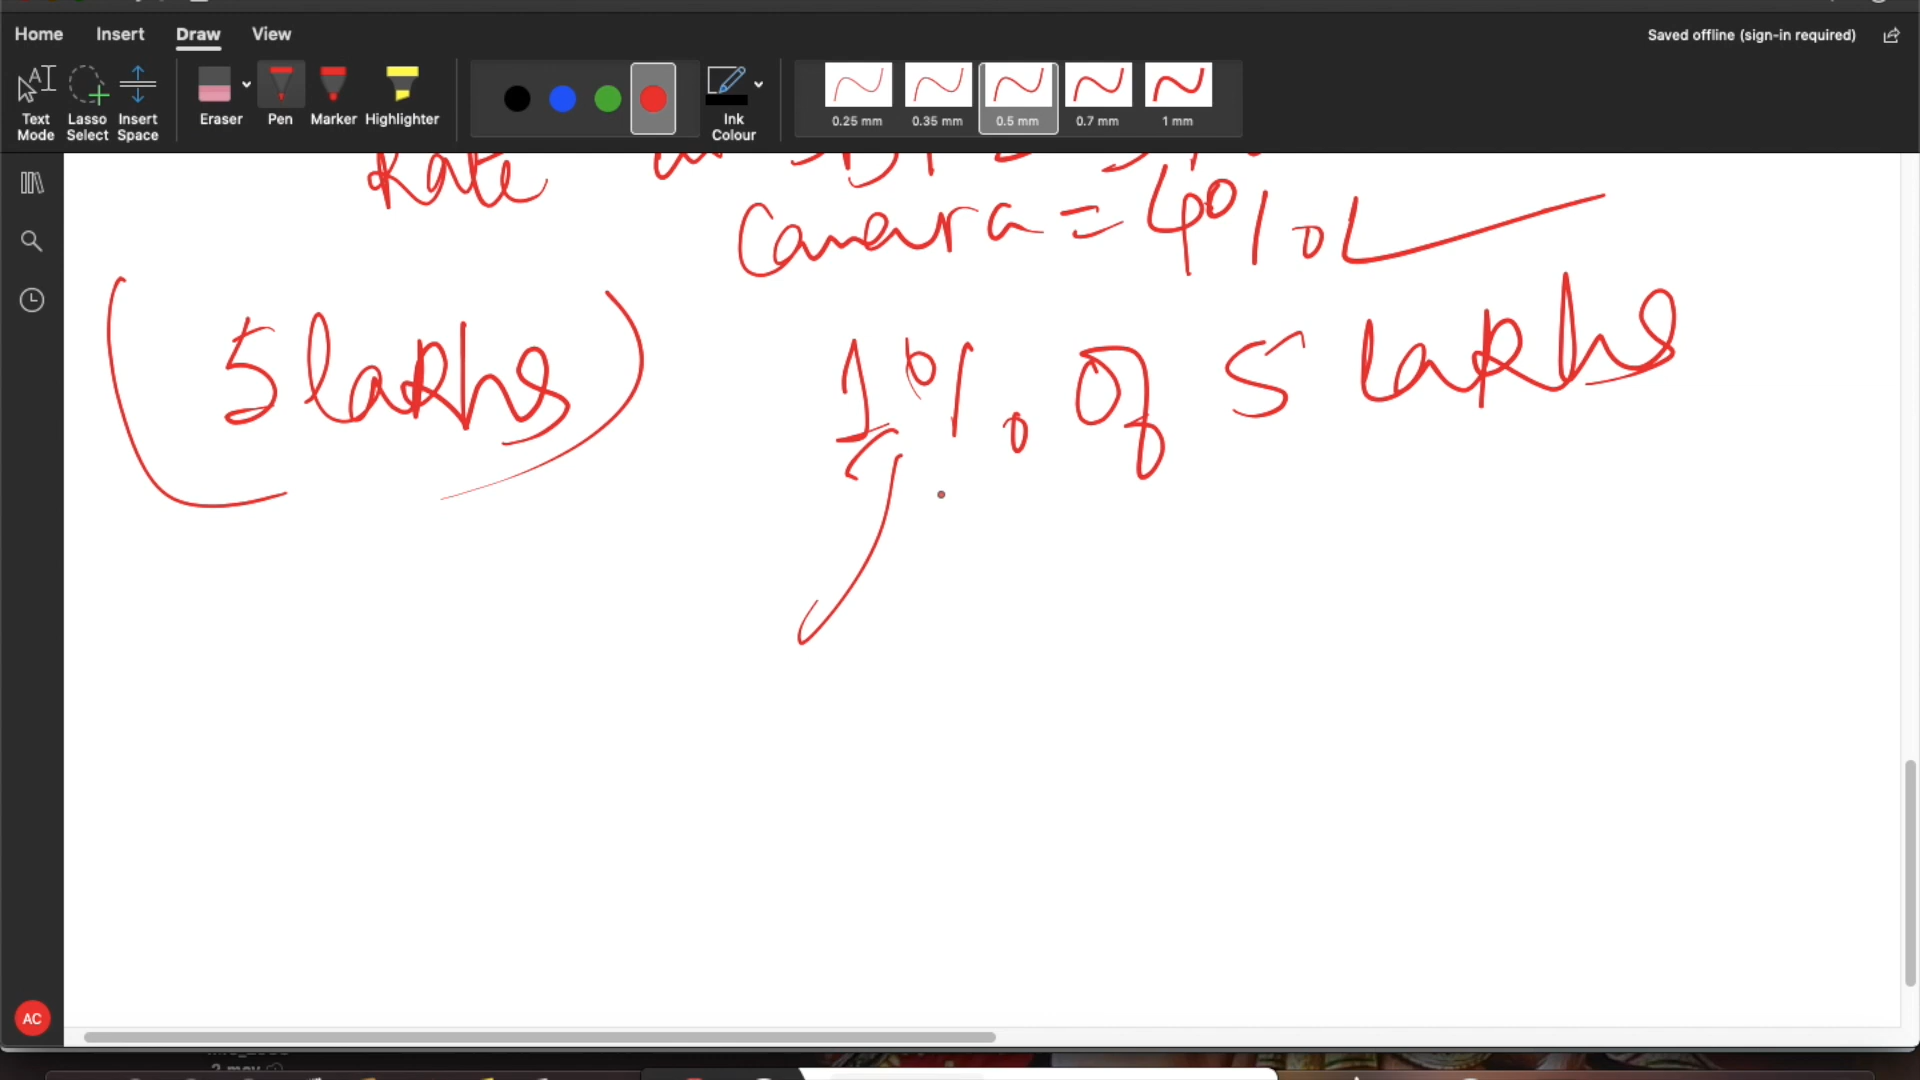 Home Insert Draw View Saved offline (sign-in required)
Text Mode Lasso Select Insert Space Eraser Pen Marker Highlighter Ink Colour 0.25 mm 0.35 mm 0.5 mm 0.7 mm 1 mm
Rate
Canara = 4%
(5 lakhs) 1% of 5 lakhs
AC